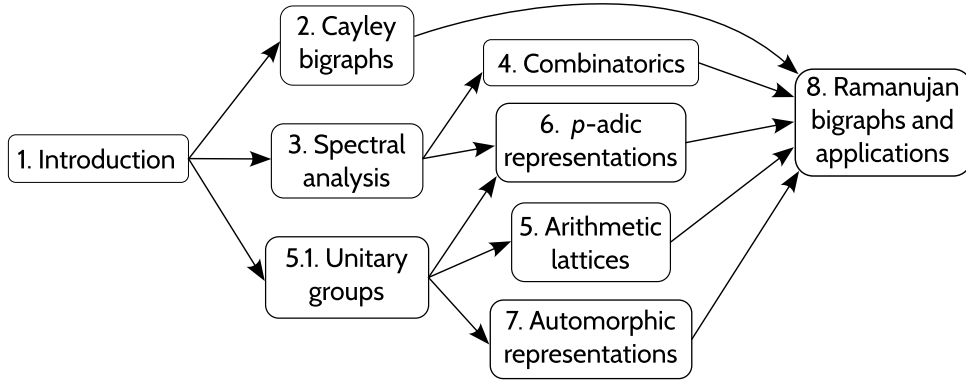 1. Introduction
2. Cayley
bigraphs
3. Spectral
analysis
5.1. Unitary
groups
4. Combinatorics
6. p-adic
representations
5. Arithmetic
lattices
7. Automorphic
representations
8. Ramanujan
bigraphs and
applications